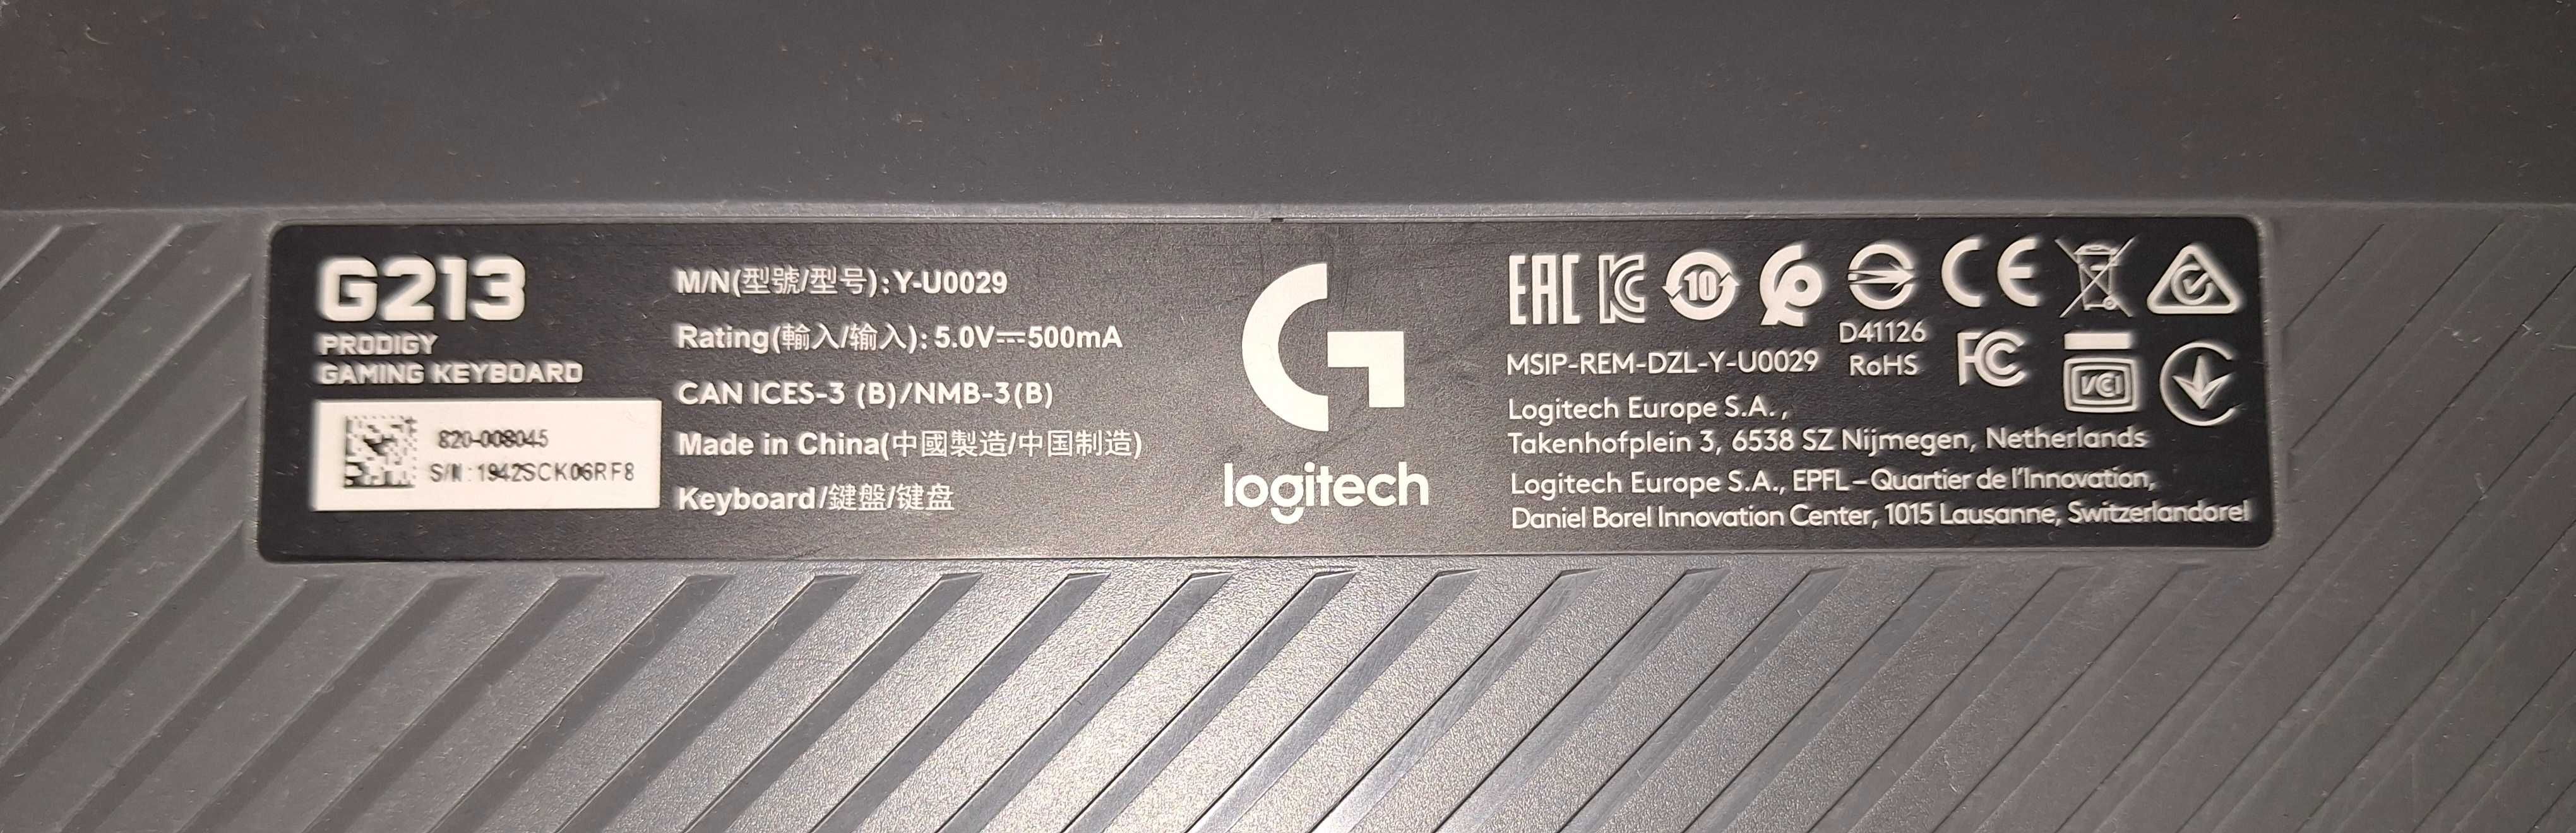 G213
PRODIGY
GAMING KEYBOARD
820-008045
S/N:1942SCK06RF8
M/N(型號/型号):Y-U0029
Rating(輸入/输入): 5.0V⎓500mA
CAN ICES-3 (B)/NMB-3(B)
Made in China(中國製造/中国制造)
Keyboard/鍵盤/键盘
G
logitech
EAC KC 10 CE
D41126
RoHS
FC
VCI
MSIP-REM-DZL-Y-U0029
Logitech Europe S.A.,
Takenhofplein 3, 6538 SZ Nijmegen, Netherlands
Logitech Europe S.A., EPFL – Quartier de l'Innovation,
Daniel Borel Innovation Center, 1015 Lausanne, Switzerlandorel